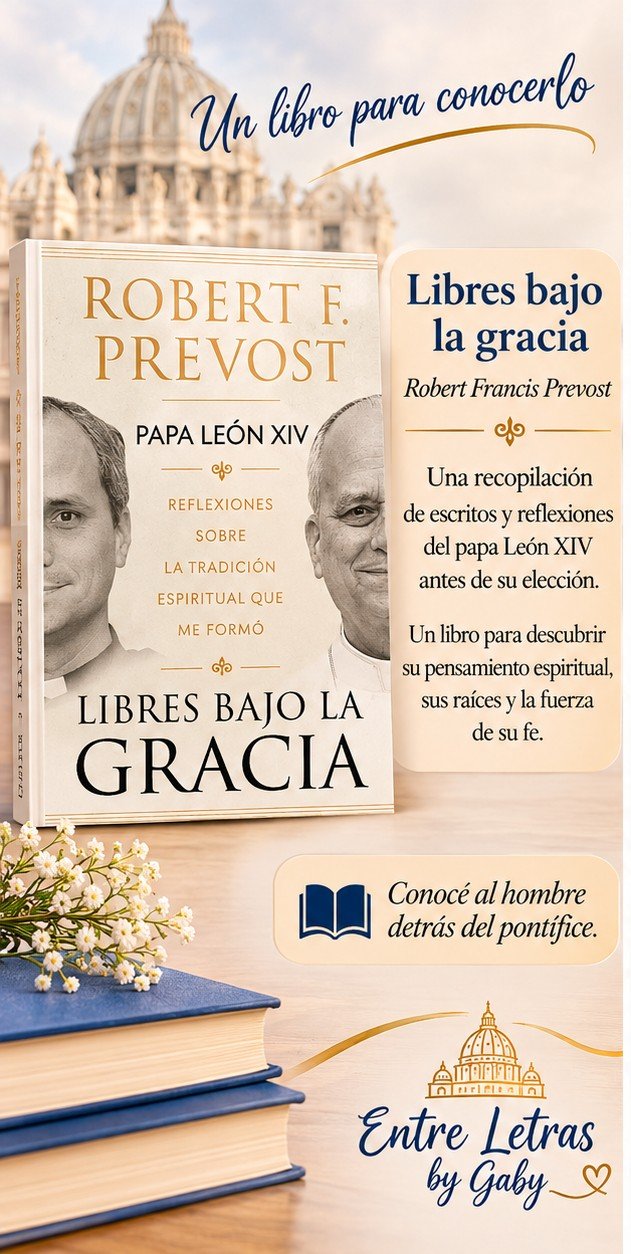 Un libro para conocerlo
ROBERT F.
PREVOST
PAPA LEÓN XIV
REFLEXIONES
SOBRE
LA TRADICIÓN
ESPIRITUAL QUE
ME FORMÓ
LIBRES BAJO LA
GRACIA
Libres bajo
la gracia
Robert Francis Prevost
Una recopilación
de escritos y reflexiones
del papa León XIV
antes de su elección.
Un libro para descubrir
su pensamiento espiritual,
sus raíces y la fuerza
de su fe.
Conocé al hombre
detrás del pontífice.
Entre Letras
by Gaby